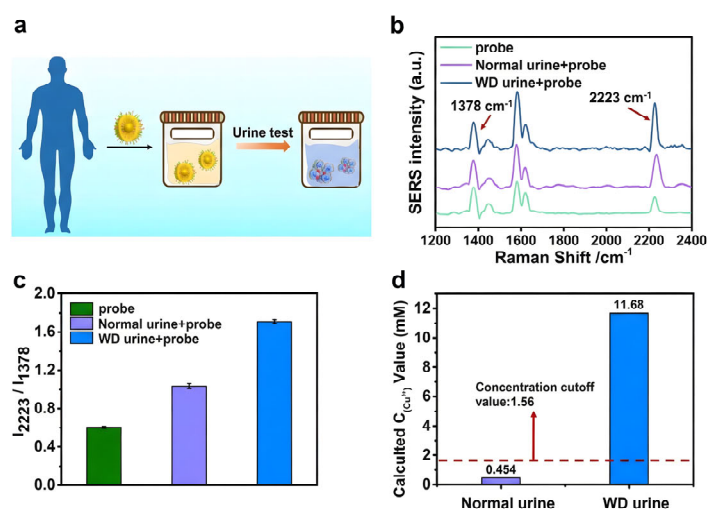 a
Urine test
b
probe
Normal urine+probe
WD urine+probe
1378 cm⁻¹
2223 cm⁻¹
SERS intensity (a.u.)
1200 1400 1600 1800 2000 2200 2400
Raman Shift /cm⁻¹
c
1.8
1.6
1.2
0.8
0.4
0.0
I2223 / I1378
probe
Normal urine+probe
WD urine+probe
d
Calculted C(Cu²⁺) Value (mM)
12
10
8
6
4
2
0
11.68
Concentration cutoff
value:1.56
0.454
Normal urine WD urine